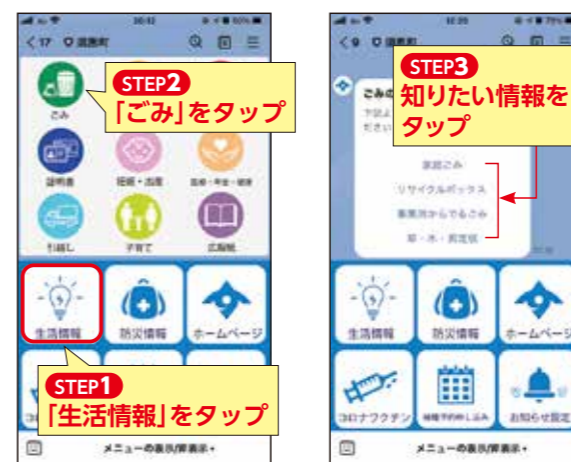 STEP2
「ごみ」をタップ
ごみ
証明書
妊娠・出産
引越し
子育て
広報紙
生活情報
防災情報
ホームページ
STEP1
「生活情報」をタップ
メニューの表示/非表示
STEP3
知りたい情報を
タップ
家庭ごみ
リサイクルボックス
事業所からでるごみ
草・木・剪定枝
生活情報
防災情報
ホームページ
コロナワクチン
お知らせ設定
メニューの表示/非表示